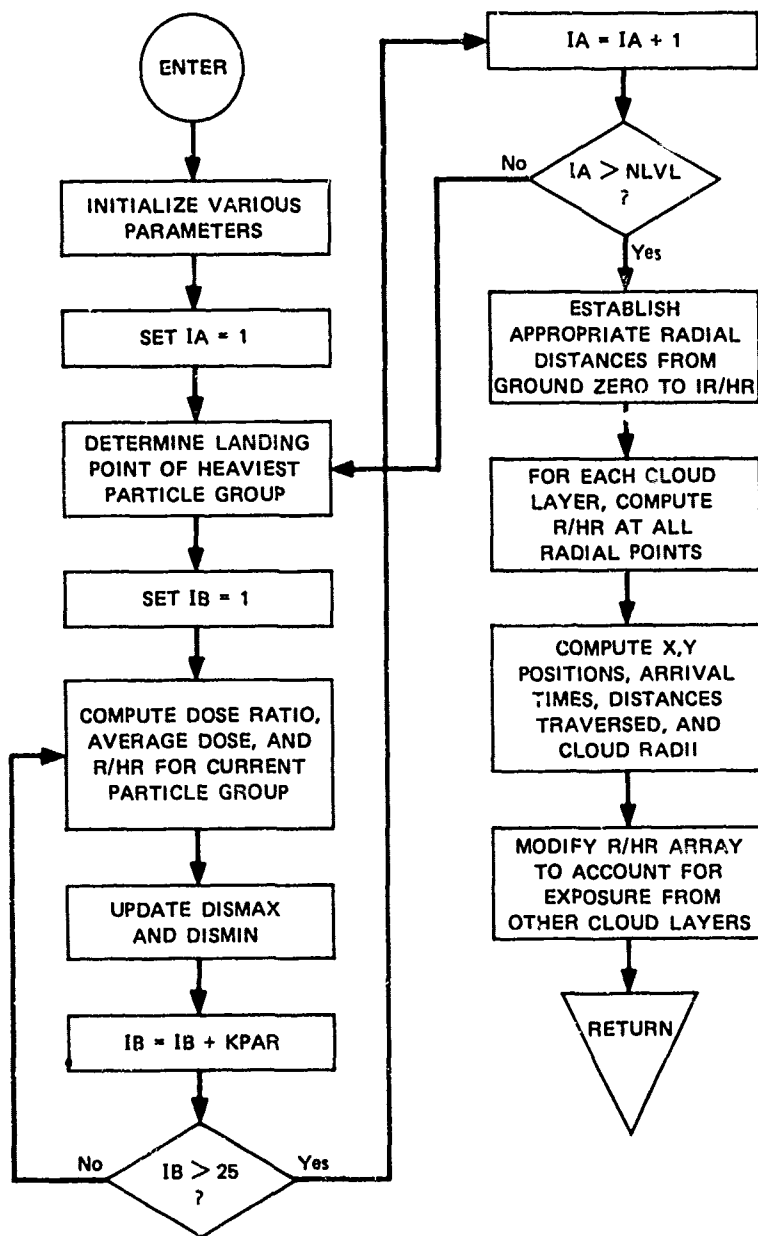 ENTER
INITIALIZE VARIOUS
PARAMETERS
SET IA = 1
DETERMINE LANDING
POINT OF HEAVIEST
PARTICLE GROUP
SET IB = 1
COMPUTE DOSE RATIO,
AVERAGE DOSE, AND
R/HR FOR CURRENT
PARTICLE GROUP
UPDATE DISMAX
AND DISMIN
IB = IB + KPAR
No
IB > 25
?
Yes
IA = IA + 1
No
IA > NLVL
?
Yes
ESTABLISH
APPROPRIATE RADIAL
DISTANCES FROM
GROUND ZERO TO IR/HR
FOR EACH CLOUD
LAYER, COMPUTE
R/HR AT ALL
RADIAL POINTS
COMPUTE X,Y
POSITIONS, ARRIVAL
TIMES, DISTANCES
TRAVERSED, AND
CLOUD RADII
MODIFY R/HR ARRAY
TO ACCOUNT FOR
EXPOSURE FROM
OTHER CLOUD LAYERS
RETURN